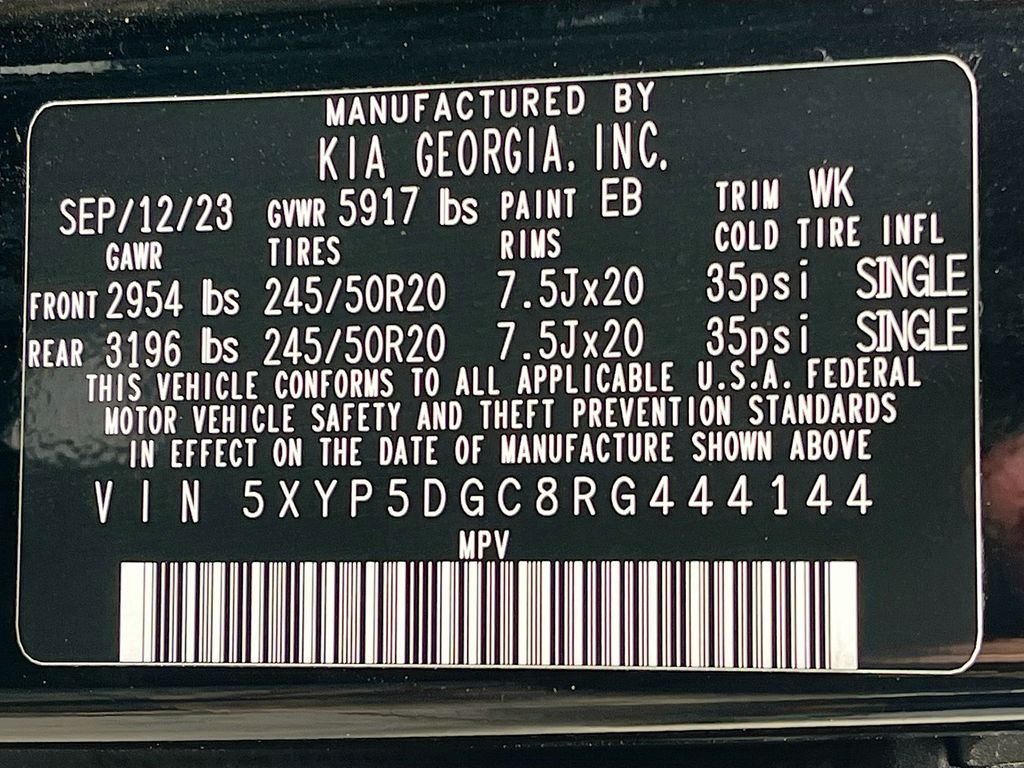 MANUFACTURED BY
KIA GEORGIA, INC.
SEP/12/23 GVWR 5917 lbs PAINT EB TRIM WK
GAWR TIRES RIMS COLD TIRE INFL
FRONT 2954 lbs 245/50R20 7.5Jx20 35psi SINGLE
REAR 3196 lbs 245/50R20 7.5Jx20 35psi SINGLE
THIS VEHICLE CONFORMS TO ALL APPLICABLE U.S.A. FEDERAL
MOTOR VEHICLE SAFETY AND THEFT PREVENTION STANDARDS
IN EFFECT ON THE DATE OF MANUFACTURE SHOWN ABOVE
VIN 5XYP5DGC8RG444144
MPV